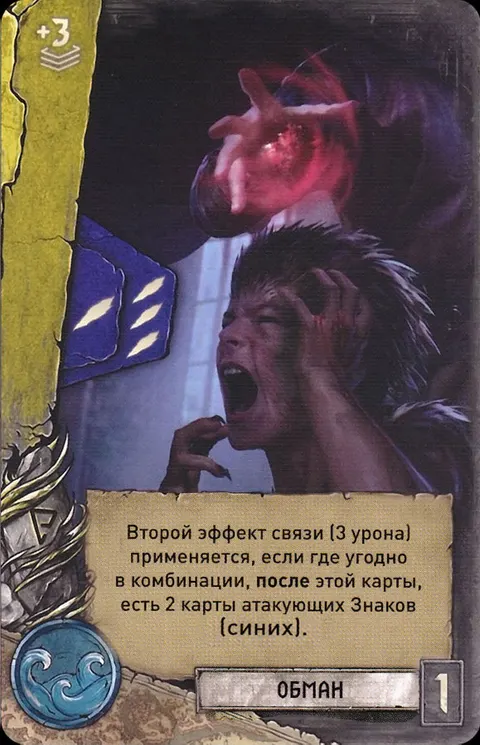 +3
Второй эффект связи (3 урона)
применяется, если где угодно
в комбинации, после этой карты,
есть 2 карты атакующих Знаков
(синих).
ОБМАН
1